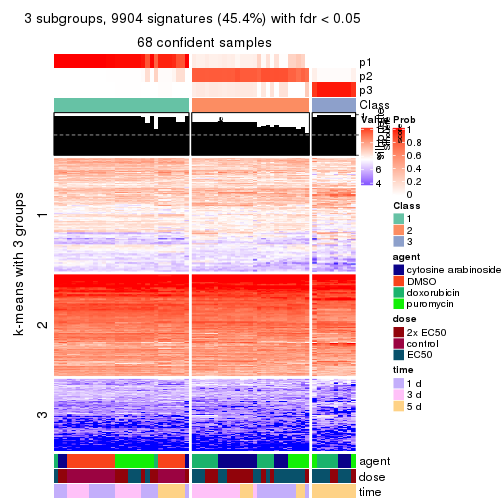 3 subgroups, 9904 signatures (45.4%) with fdr < 0.05
68 confident samples
p1
p2
p3
Class
1
2
3
k-means with 3 groups
agent
dose
time
Prob
1
0.8
0.6
0.4
0.2
0
6
4
Class
1
2
3
agent
cytosine arabinoside
DMSO
doxorubicin
puromycin
dose
2x EC50
control
EC50
time
1 d
3 d
5 d